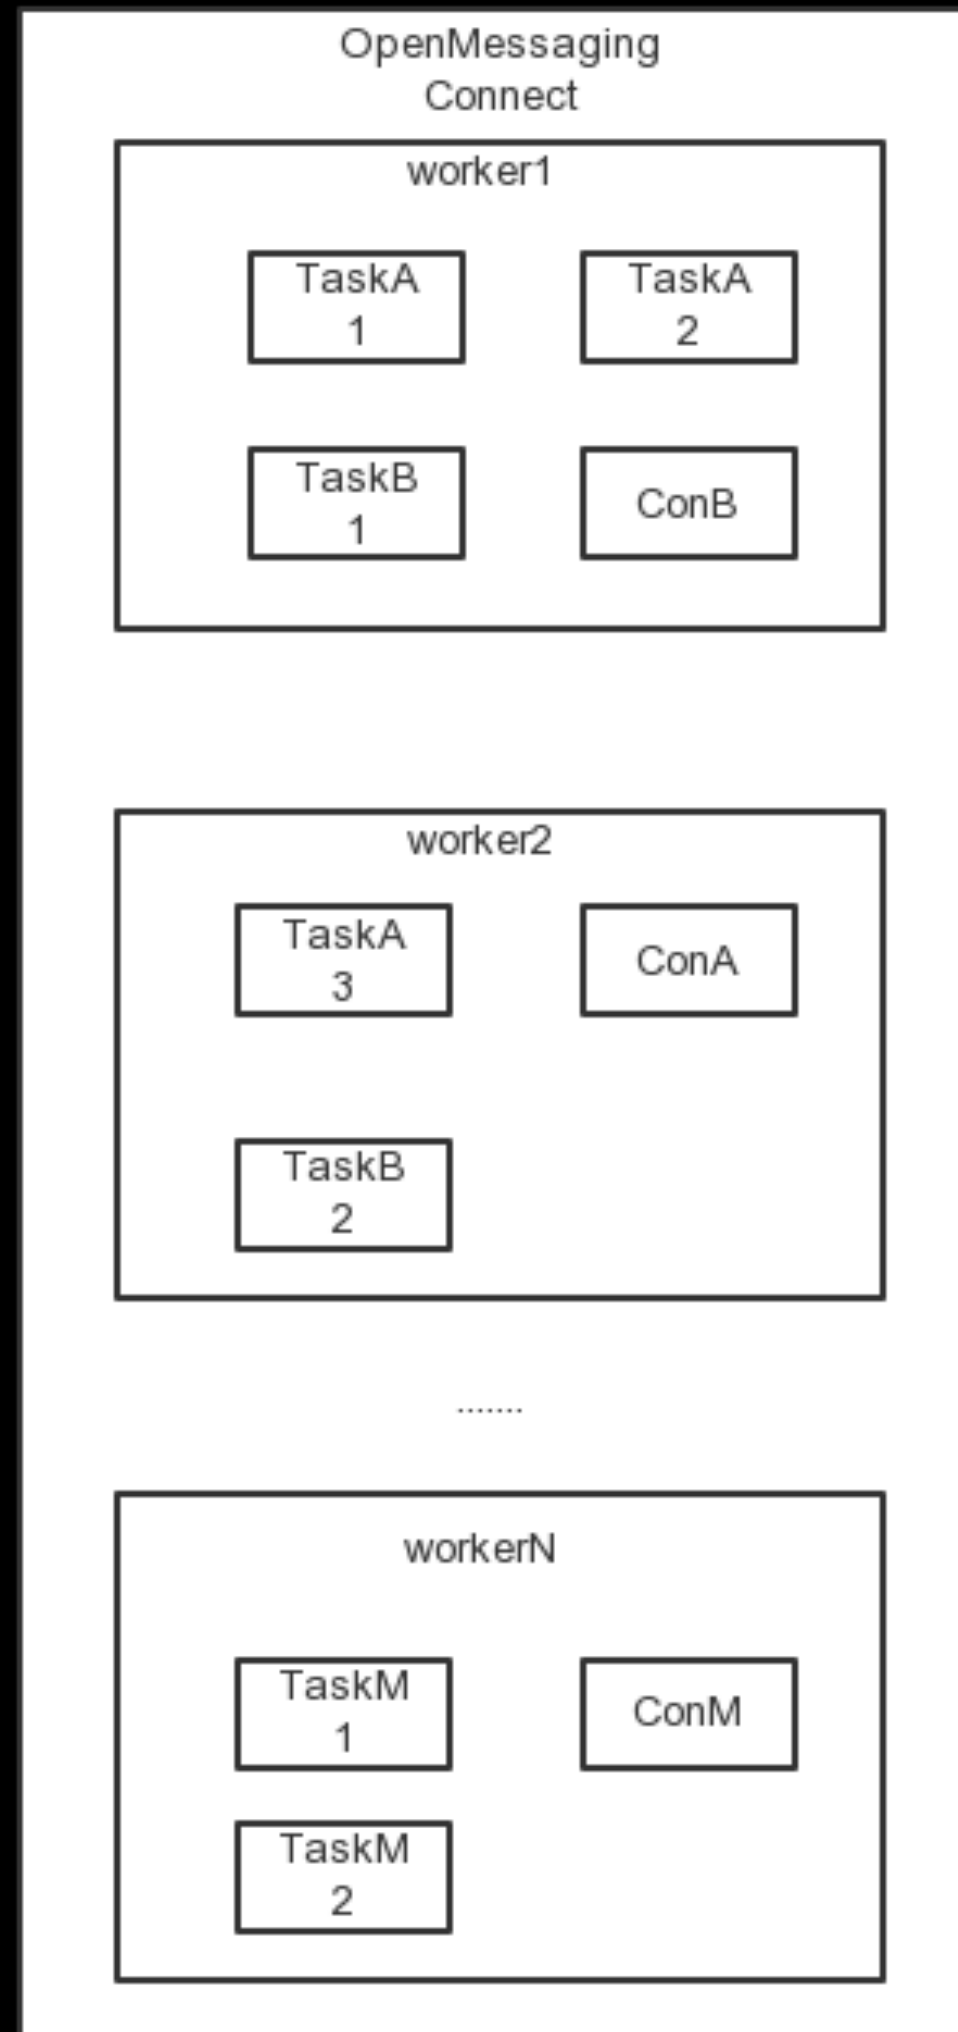 OpenMessaging
Connect
worker1
TaskA
1
TaskA
2
TaskB
1
ConB
worker2
TaskA
3
ConA
TaskB
2
.......
workerN
TaskM
1
ConM
TaskM
2